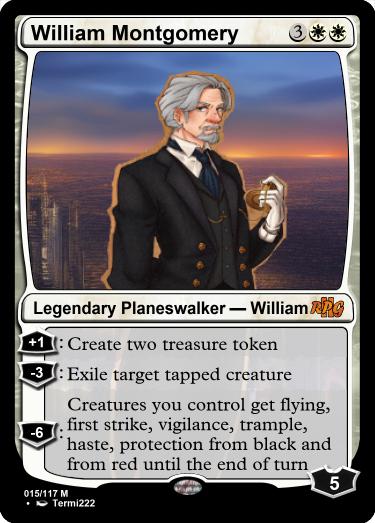 William Montgomery 3
Legendary Planeswalker — William RPG
+1 : Create two treasure token
-3 : Exile target tapped creature
-6 : Creatures you control get flying,
first strike, vigilance, trample,
haste, protection from black and
from red until the end of turn
5
015/117 M
• Termi222